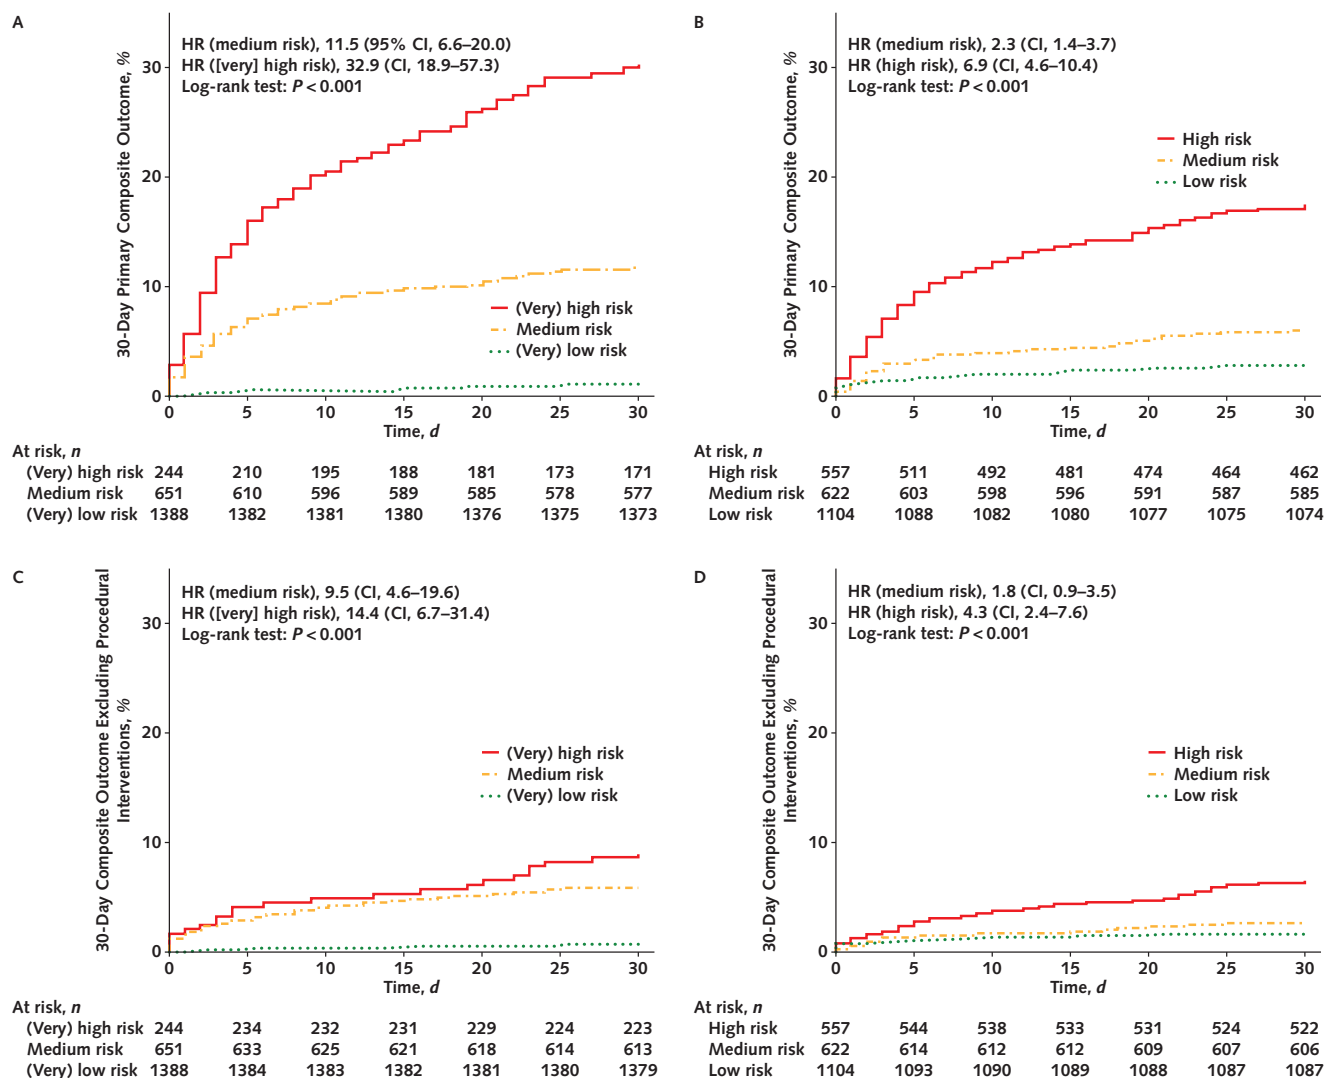 A
30-Day Primary Composite Outcome, %
HR (medium risk), 11.5 (95% CI, 6.6–20.0)
HR ([very] high risk), 32.9 (CI, 18.9–57.3)
Log-rank test: P < 0.001
30
20
10
0
(Very) high risk
Medium risk
(Very) low risk
0 5 10 15 20 25 30
Time, d
At risk, n
(Very) high risk 244 210 195 188 181 173 171
Medium risk 651 610 596 589 585 578 577
(Very) low risk 1388 1382 1381 1380 1376 1375 1373
B
30-Day Primary Composite Outcome, %
HR (medium risk), 2.3 (CI, 1.4–3.7)
HR (high risk), 6.9 (CI, 4.6–10.4)
Log-rank test: P < 0.001
30
20
10
0
High risk
Medium risk
Low risk
0 5 10 15 20 25 30
Time, d
At risk, n
High risk 557 511 492 481 474 464 462
Medium risk 622 603 598 596 591 587 585
Low risk 1104 1088 1082 1080 1077 1075 1074
C
30-Day Composite Outcome Excluding Procedural
Interventions, %
HR (medium risk), 9.5 (CI, 4.6–19.6)
HR ([very] high risk), 14.4 (CI, 6.7–31.4)
Log-rank test: P < 0.001
30
20
10
0
(Very) high risk
Medium risk
(Very) low risk
0 5 10 15 20 25 30
Time, d
At risk, n
(Very) high risk 244 234 232 231 229 224 223
Medium risk 651 633 625 621 618 614 613
(Very) low risk 1388 1384 1383 1382 1381 1380 1379
D
30-Day Composite Outcome Excluding Procedural
Interventions, %
HR (medium risk), 1.8 (CI, 0.9–3.5)
HR (high risk), 4.3 (CI, 2.4–7.6)
Log-rank test: P < 0.001
30
20
10
0
High risk
Medium risk
Low risk
0 5 10 15 20 25 30
Time, d
At risk, n
High risk 557 544 538 533 531 524 522
Medium risk 622 614 612 612 609 607 606
Low risk 1104 1093 1090 1089 1088 1087 1087